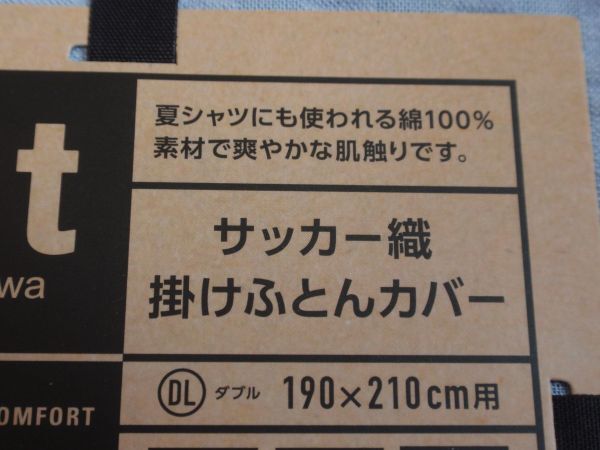 夏シャツにも使われる綿100%
素材で爽やかな肌触りです。
t
wa
サッカー織
掛けふとんカバー
DL ダブル 190×210cm用
OMFORT